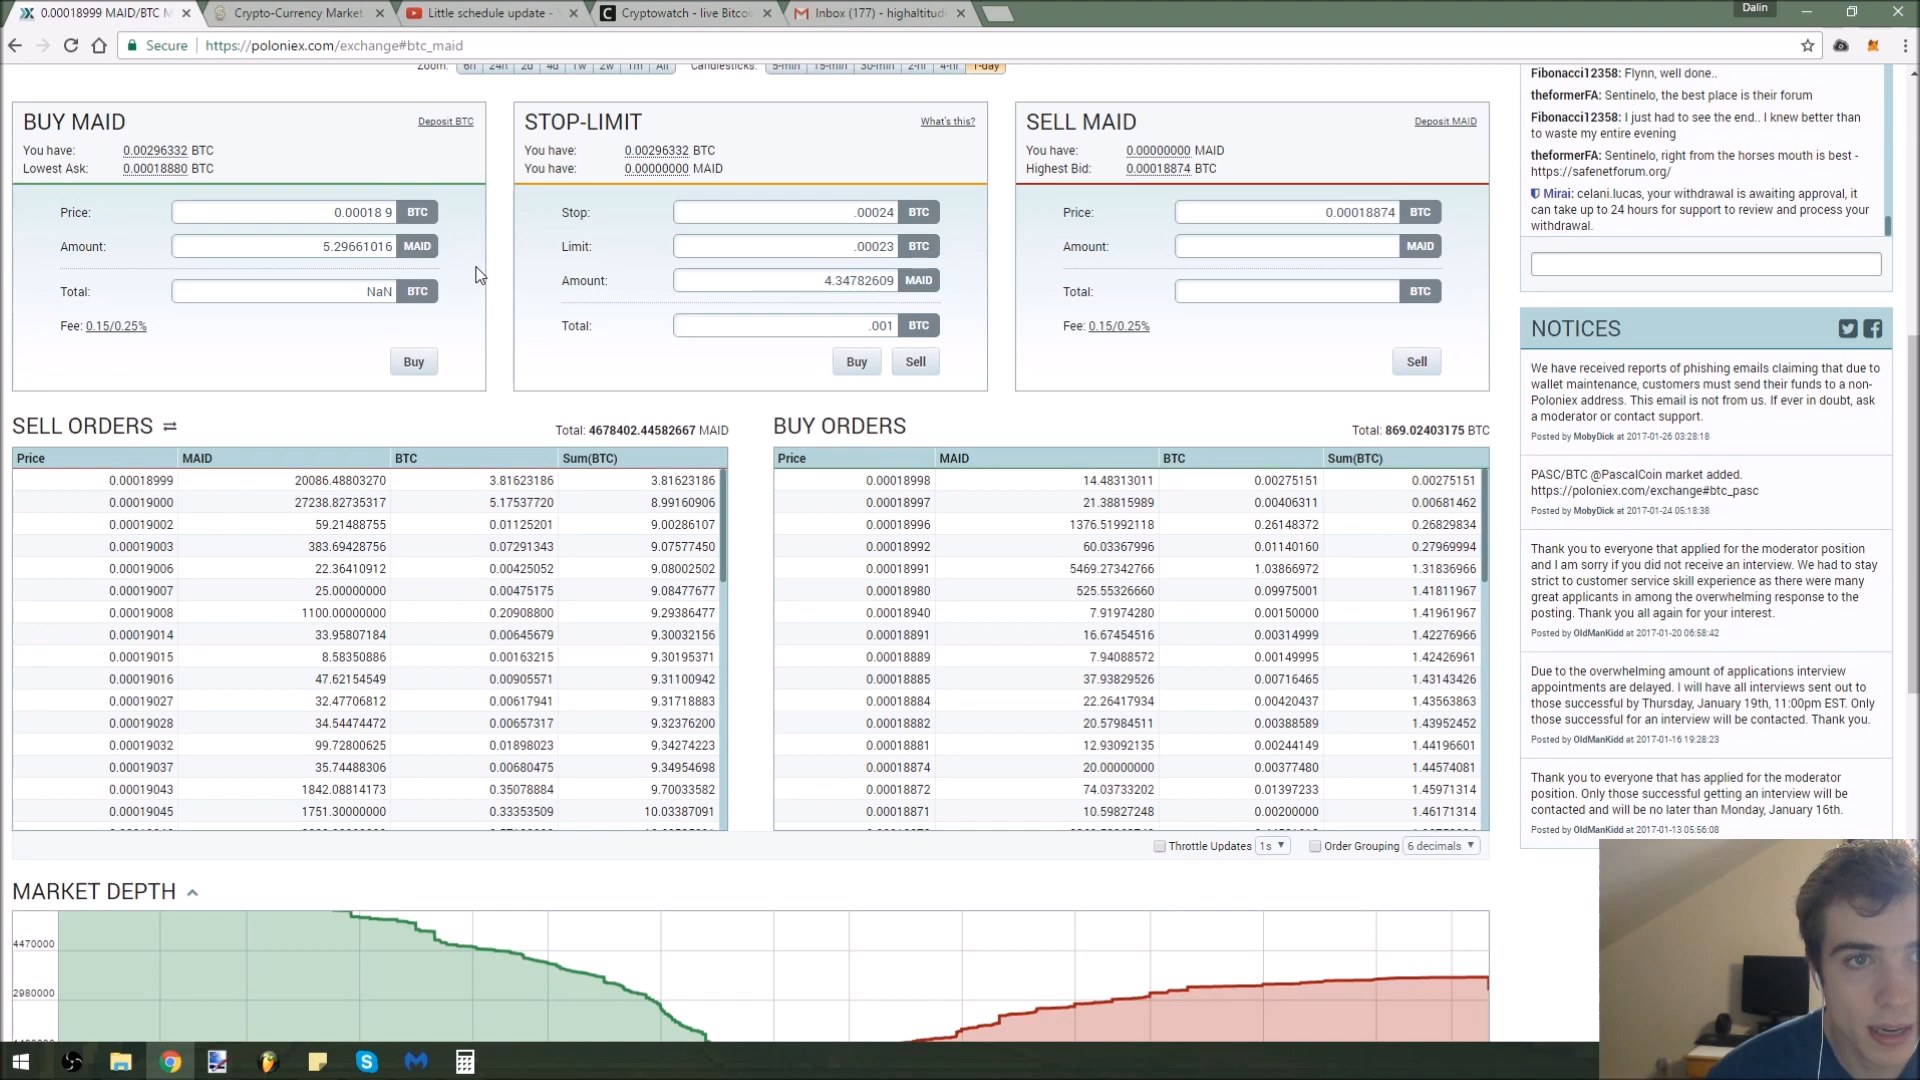 0.00018999 MAID/BTC M
Crypto-Currency Market
Little schedule update -
Cryptowatch - live Bitcoi
Inbox (177) - highaltitud
Dalin
Secure
https://poloniex.com/exchange#btc_maid
Zoom: 6h 24h 2d 4d 1w 2w 1m All Candlesticks: 5-min 15-min 30-min 2-hr 4-hr 1-day
BUY MAID
Deposit BTC
You have: 0.00296332 BTC
Lowest Ask: 0.00018880 BTC
Price: 0.00018 9 BTC
Amount: 5.29661016 MAID
Total: NaN BTC
Fee: 0.15/0.25%
Buy
STOP-LIMIT
What's this?
You have: 0.00296332 BTC
You have: 0.00000000 MAID
Stop: .00024 BTC
Limit: .00023 BTC
Amount: 4.34782609 MAID
Total: .001 BTC
Buy Sell
SELL MAID
Deposit MAID
You have: 0.00000000 MAID
Highest Bid: 0.00018874 BTC
Price: 0.00018874 BTC
Amount: MAID
Total: BTC
Fee: 0.15/0.25%
Sell
Fibonacci12358: Flynn, well done..
theformerFA: Sentinelo, the best place is their forum
Fibonacci12358: I just had to see the end.. I knew better than
to waste my entire evening
theformerFA: Sentinelo, right from the horses mouth is best -
https://safenetforum.org/
Mirai: celani.lucas, your withdrawal is awaiting approval, it
can take up to 24 hours for support to review and process your
withdrawal.
NOTICES
We have received reports of phishing emails claiming that due to
wallet maintenance, customers must send their funds to a non-
Poloniex address. This email is not from us. If ever in doubt, ask
a moderator or contact support.
Posted by MobyDick at 2017-01-26 03:28:18
PASC/BTC @PascalCoin market added.
https://poloniex.com/exchange#btc_pasc
Posted by MobyDick at 2017-01-24 05:18:38
Thank you to everyone that applied for the moderator position
and I am sorry if you did not receive an interview. We had to stay
strict to customer service skill experience as there were many
great applicants in among the overwhelming response to the
posting. Thank you all again for your interest.
Posted by OldManKidd at 2017-01-20 06:58:42
Due to the overwhelming amount of applications interview
appointments are delayed. I will have all interviews sent out to
those successful by Thursday, January 19th, 11:00pm EST. Only
those successful for an interview will be contacted. Thank you.
Posted by OldManKidd at 2017-01-16 19:28:23
Thank you to everyone that has applied for the moderator
position. Only those successful getting an interview will be
contacted and will be no later than Monday, January 16th.
Posted by OldManKidd at 2017-01-13 05:56:08
SELL ORDERS
Total: 4678402.44582667 MAID
Price MAID BTC Sum(BTC)
0.00018999 20086.48803270 3.81623186 3.81623186
0.00019000 27238.82735317 5.17537720 8.99160906
0.00019002 59.21488755 0.01125201 9.00286107
0.00019003 383.69428756 0.07291343 9.07577450
0.00019006 22.36410912 0.00425052 9.08002502
0.00019007 25.00000000 0.00475175 9.08477677
0.00019008 1100.00000000 0.20908800 9.29386477
0.00019014 33.95807184 0.00645679 9.30032156
0.00019015 8.58350886 0.00163215 9.30195371
0.00019016 47.62154549 0.00905571 9.31100942
0.00019027 32.47706812 0.00617941 9.31718883
0.00019028 34.54474472 0.00657317 9.32376200
0.00019032 99.72800625 0.01898023 9.34274223
0.00019037 35.74488306 0.00680475 9.34954698
0.00019043 1842.08814173 0.35078884 9.70033582
0.00019045 1751.30000000 0.33353509 10.03387091
BUY ORDERS
Total: 869.02403175 BTC
Price MAID BTC Sum(BTC)
0.00018998 14.48313011 0.00275151 0.00275151
0.00018997 21.38815989 0.00406311 0.00681462
0.00018996 1376.51992118 0.26148372 0.26829834
0.00018992 60.03367996 0.01140160 0.27969994
0.00018991 5469.27342766 1.03866972 1.31836966
0.00018980 525.55326660 0.09975001 1.41811967
0.00018940 7.91974280 0.00150000 1.41961967
0.00018891 16.67454516 0.00314999 1.42276966
0.00018889 7.94088572 0.00149995 1.42426961
0.00018885 37.93829526 0.00716465 1.43143426
0.00018884 22.26417934 0.00420437 1.43563863
0.00018882 20.57984511 0.00388589 1.43952452
0.00018881 12.93092135 0.00244149 1.44196601
0.00018874 20.00000000 0.00377480 1.44574081
0.00018872 74.03733202 0.01397233 1.45971314
0.00018871 10.59827248 0.00200000 1.46171314
Throttle Updates 1s Order Grouping 6 decimals
MARKET DEPTH
4470000
2980000